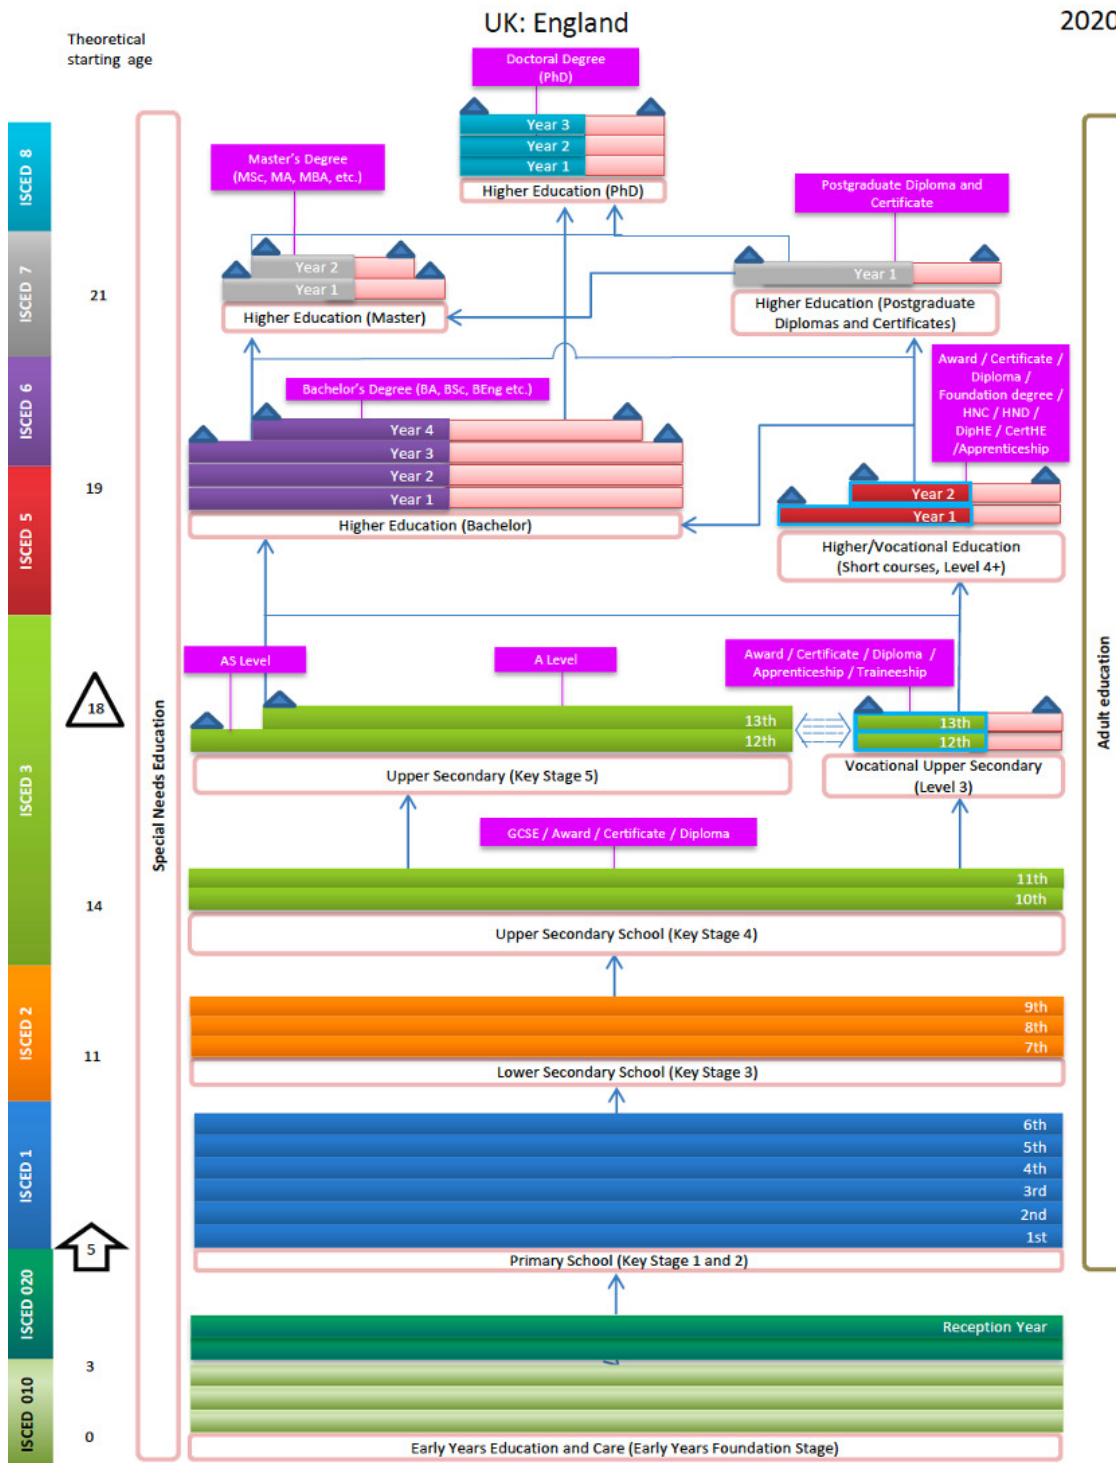 UK: England
2020
Theoretical
starting age
Doctoral Degree
(PhD)
Year 3
Year 2
Year 1
Higher Education (PhD)
ISCED 8
Master's Degree
(MSc, MA, MBA, etc.)
Postgraduate Diploma and
Certificate
ISCED 7
21
Year 2
Year 1
Higher Education (Master)
Year 1
Higher Education (Postgraduate
Diplomas and Certificates)
ISCED 6
Bachelor's Degree (BA, BSc, BEng etc.)
Award / Certificate /
Diploma /
Foundation degree /
HNC / HND /
DipHE / CertHE
/Apprenticeship
Year 4
Year 3
Year 2
Year 1
Higher Education (Bachelor)
19
ISCED 5
Year 2
Year 1
Higher/Vocational Education
(Short courses, Level 4+)
Special Needs Education
Adult education
ISCED 3
18
AS Level
A Level
Award / Certificate / Diploma /
Apprenticeship / Traineeship
13th
12th
Upper Secondary (Key Stage 5)
13th
12th
Vocational Upper Secondary
(Level 3)
GCSE / Award / Certificate / Diploma
14
11th
10th
Upper Secondary School (Key Stage 4)
ISCED 2
11
9th
8th
7th
Lower Secondary School (Key Stage 3)
ISCED 1
6th
5th
4th
3rd
2nd
1st
5
Primary School (Key Stage 1 and 2)
ISCED 020
Reception Year
3
ISCED 010
0
Early Years Education and Care (Early Years Foundation Stage)